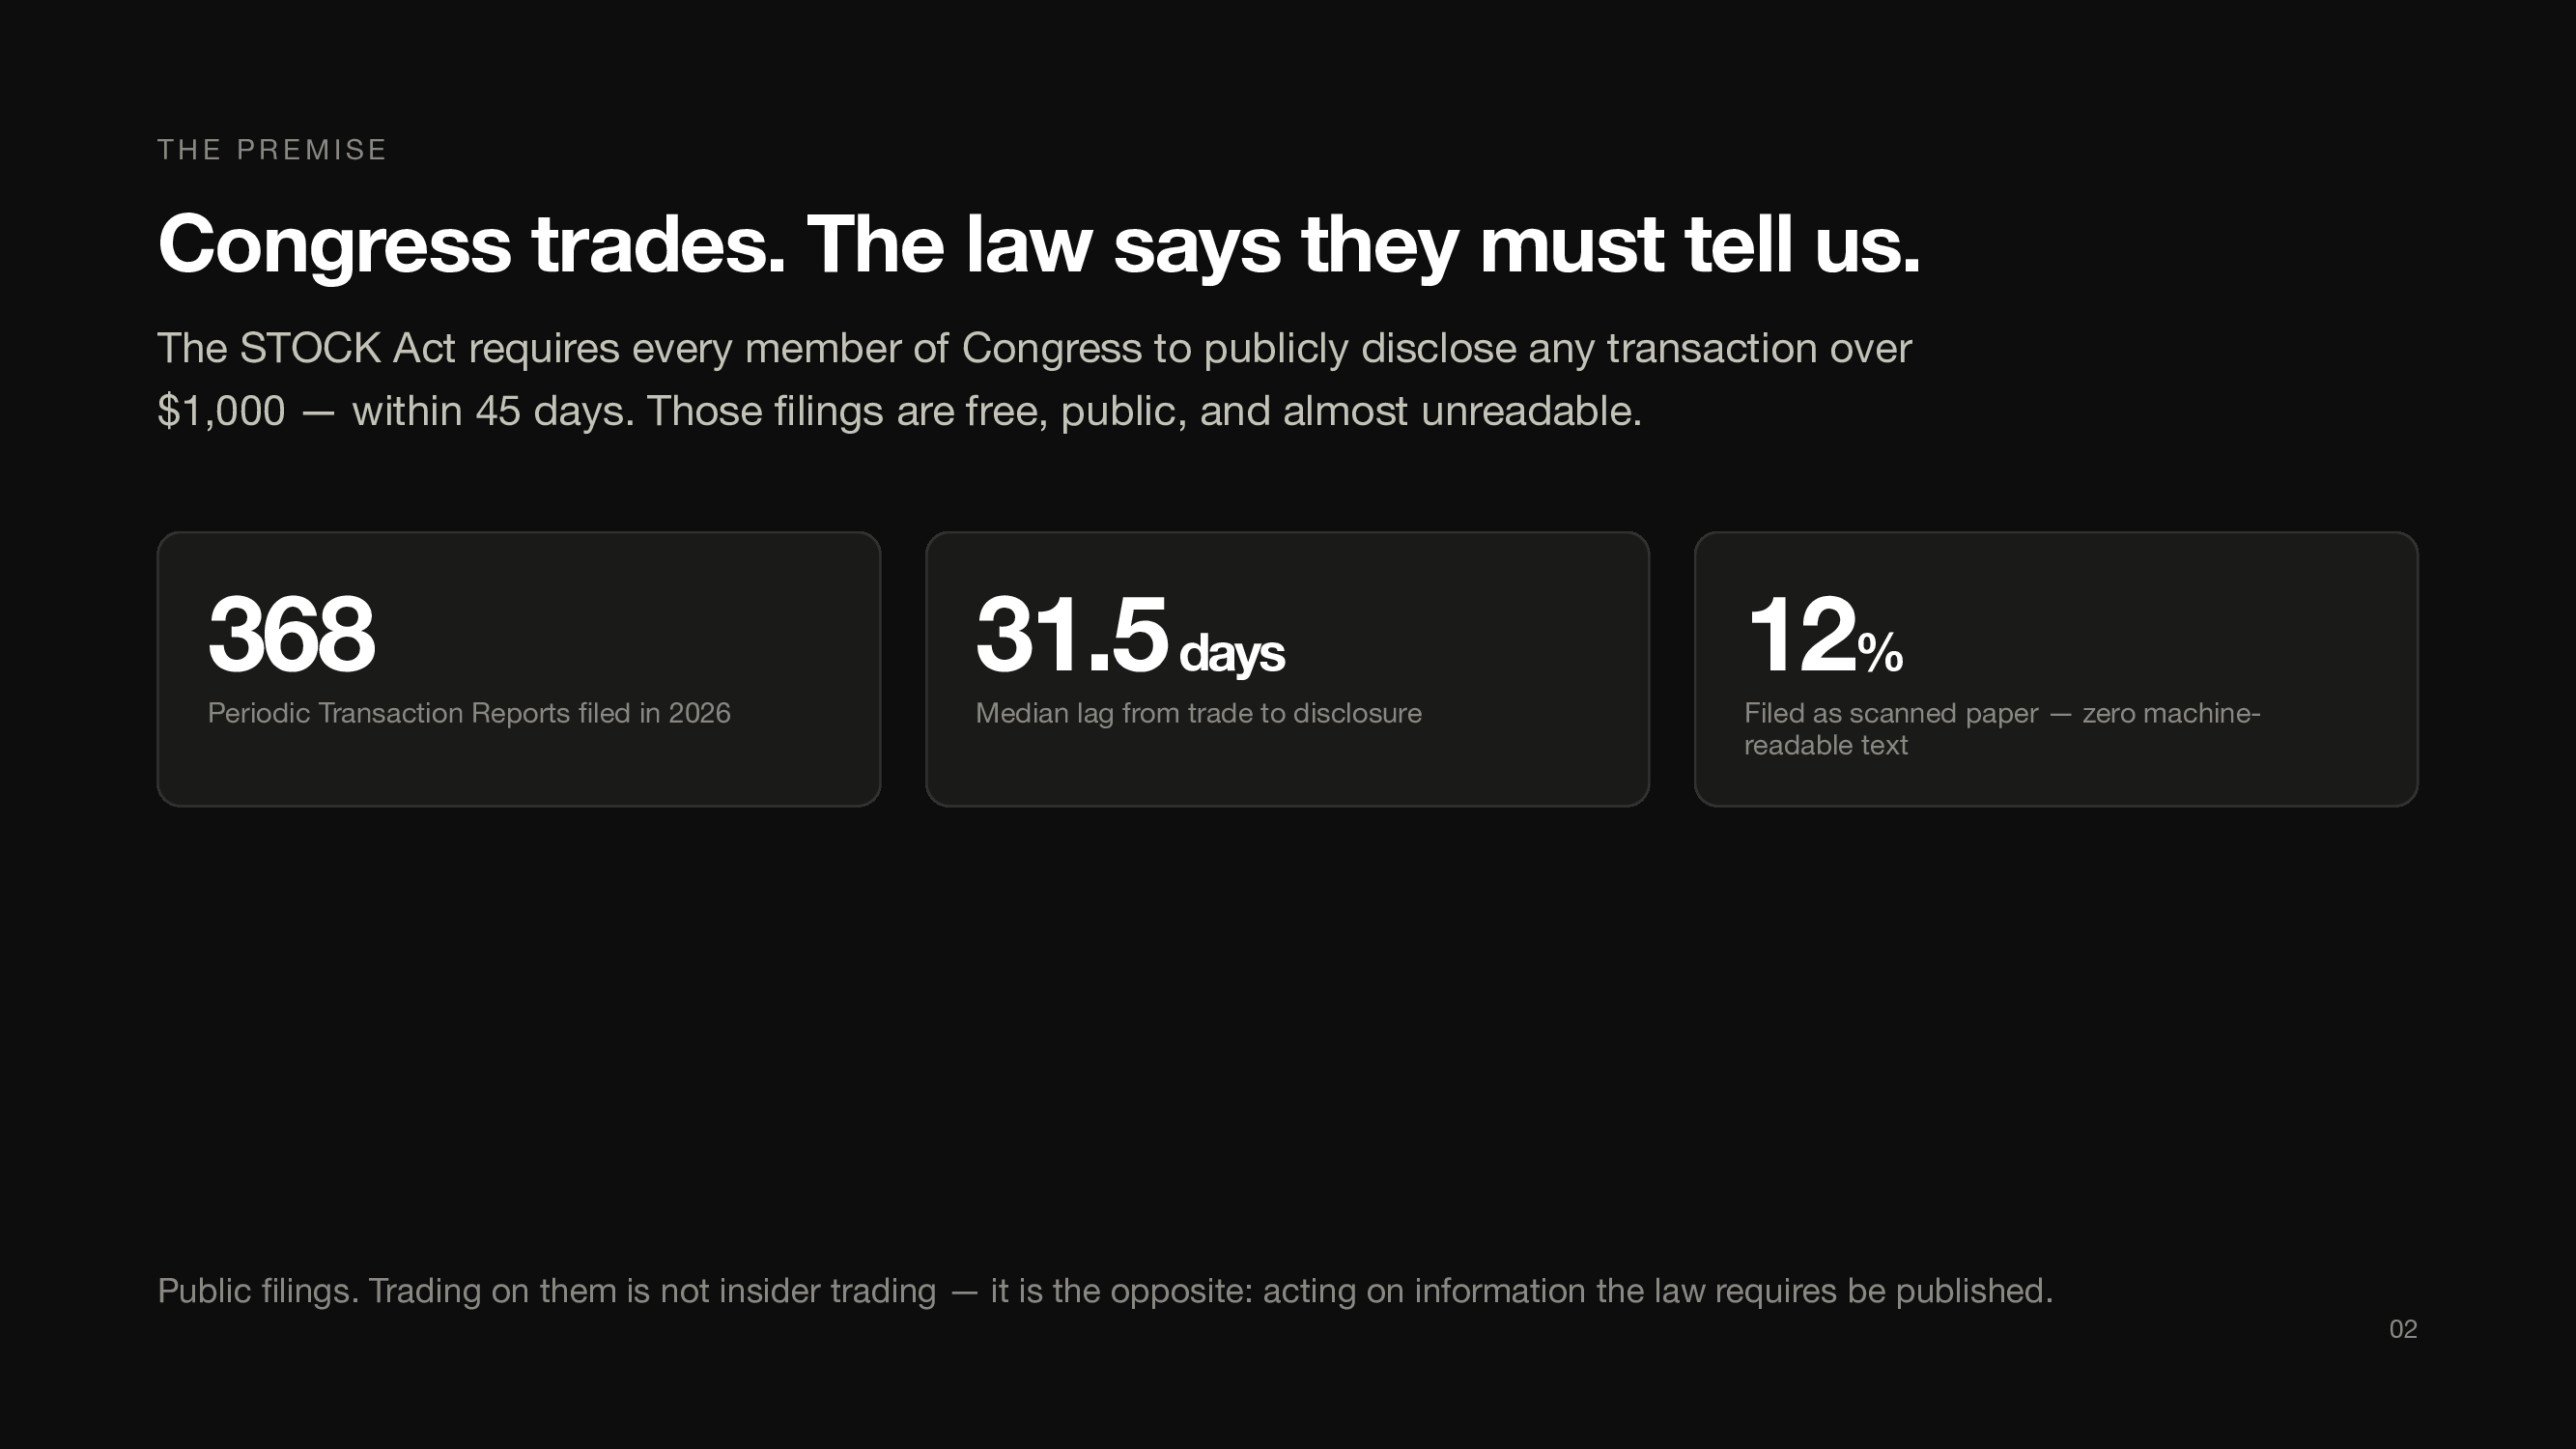 THE PREMISE
Congress trades. The law says they must tell us.
The STOCK Act requires every member of Congress to publicly disclose any transaction over
$1,000 — within 45 days. Those filings are free, public, and almost unreadable.
368
Periodic Transaction Reports filed in 2026
31.5 days
Median lag from trade to disclosure
12%
Filed as scanned paper — zero machine-
readable text
Public filings. Trading on them is not insider trading — it is the opposite: acting on information the law requires be published.
02